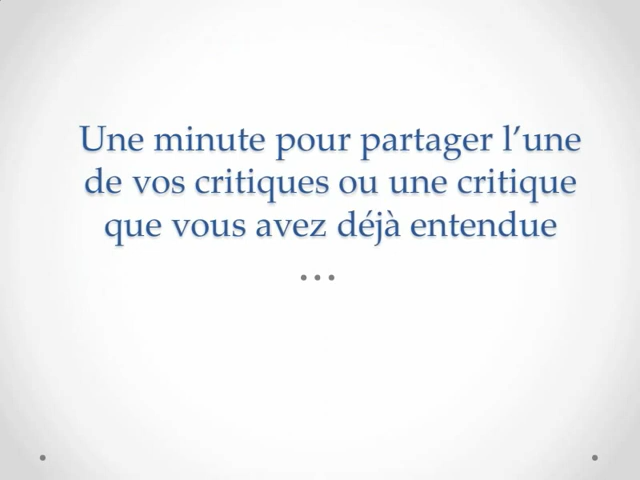 Une minute pour partager l’une
de vos critiques ou une critique
que vous avez déjà entendue